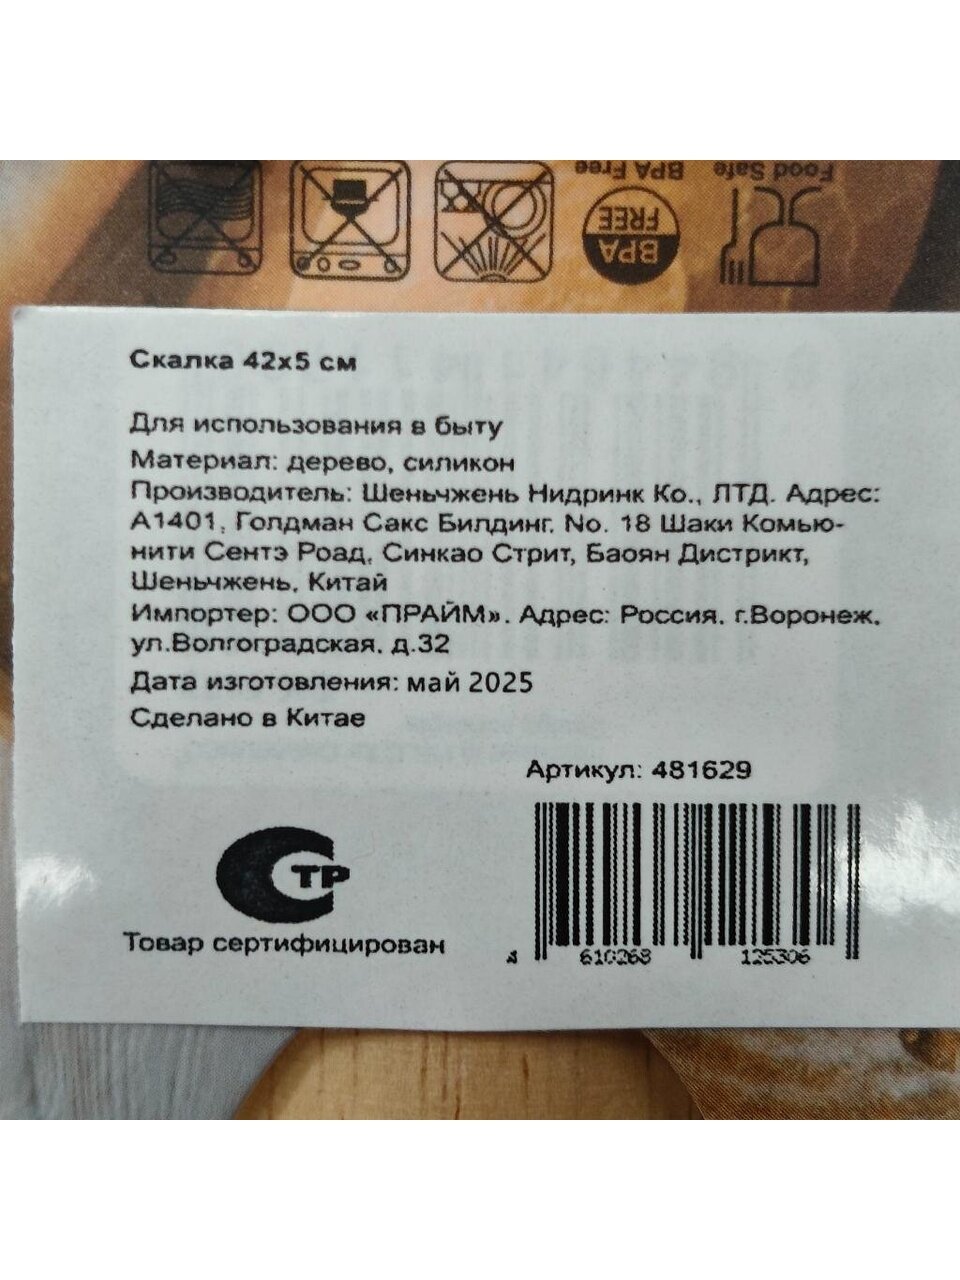 Food Safe
BPA Free
BPA
FREE
Скалка 42x5 см
Для использования в быту
Материал: дерево, силикон
Производитель: Шеньчжень Нидринк Ко., ЛТД. Адрес:
А1401, Голдман Сакс Билдинг, No. 18 Шаки Комью-
нити Сентэ Роад, Синкао Стрит, Баоян Дистрикт,
Шеньчжень, Китай
Импортер: ООО «ПРАЙМ». Адрес: Россия, г.Воронеж,
ул.Волгоградская, д.32
Дата изготовления: май 2025
Сделано в Китае
Артикул: 481629
ТР
Товар сертифицирован
4 610268 125306